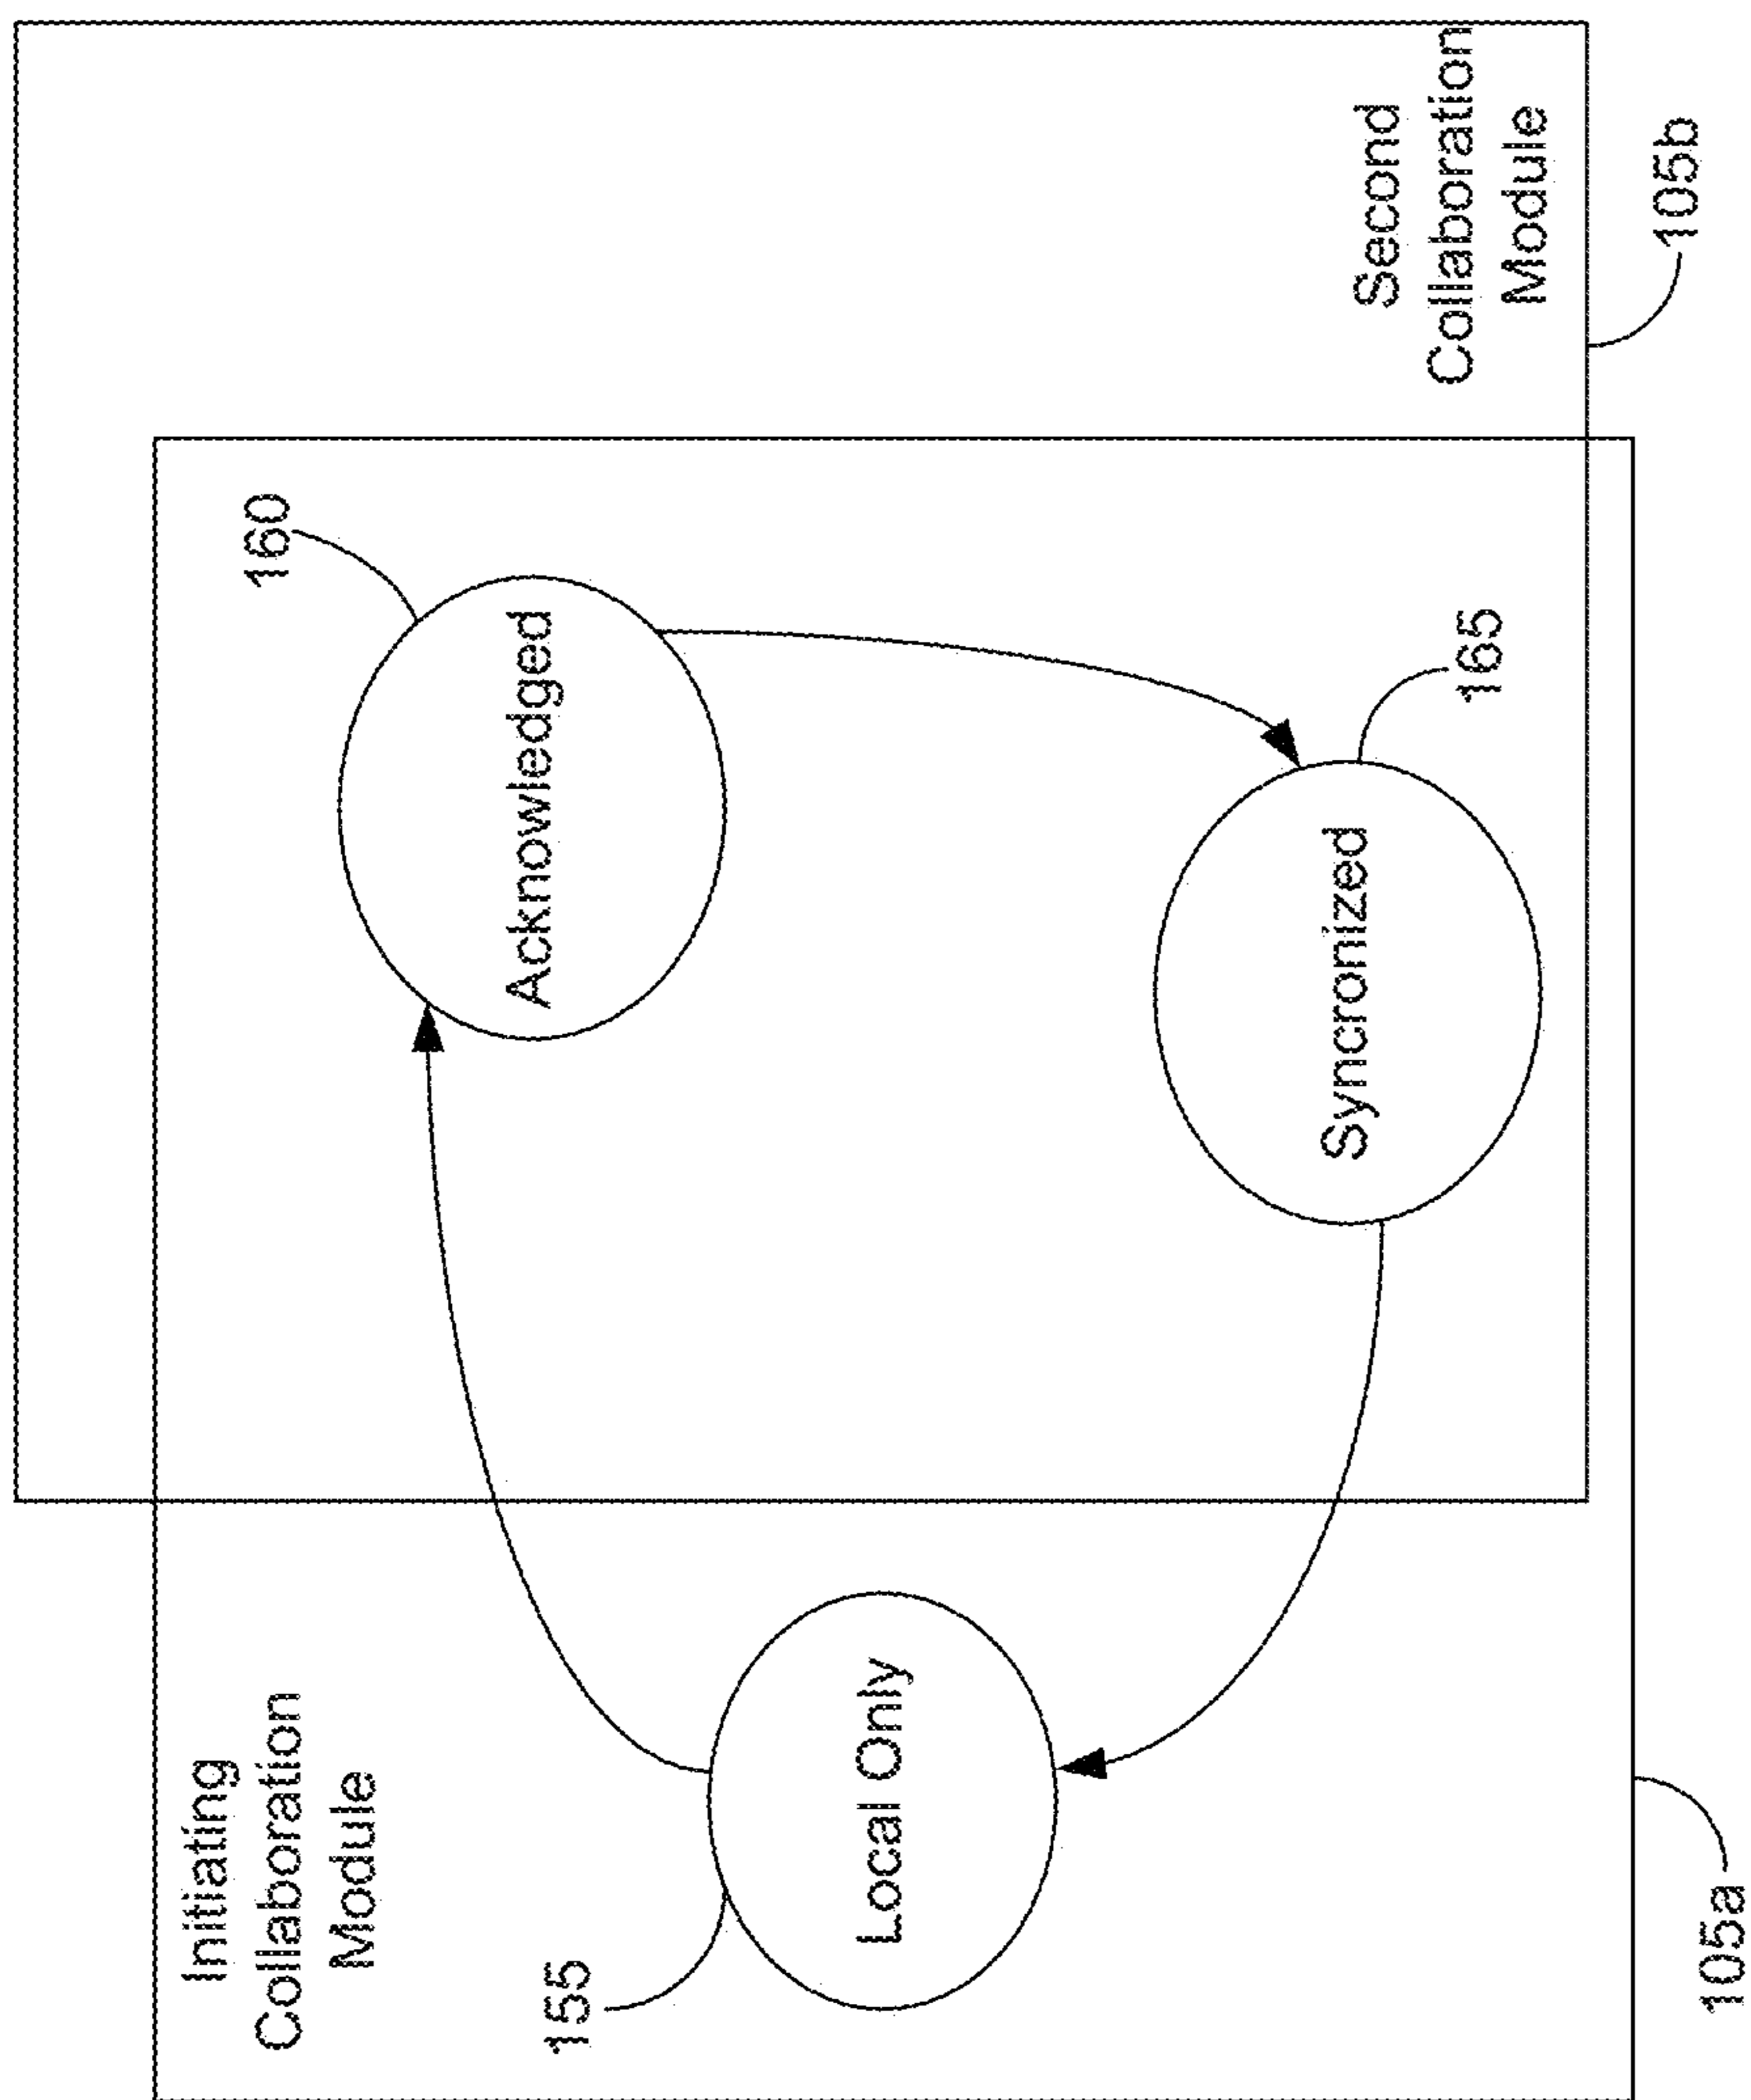 Initiating
Collaboration
Module
155
Local Only
160
Acknowledged
Syncronized
165
Second
Collaboration
Module
105a
105b